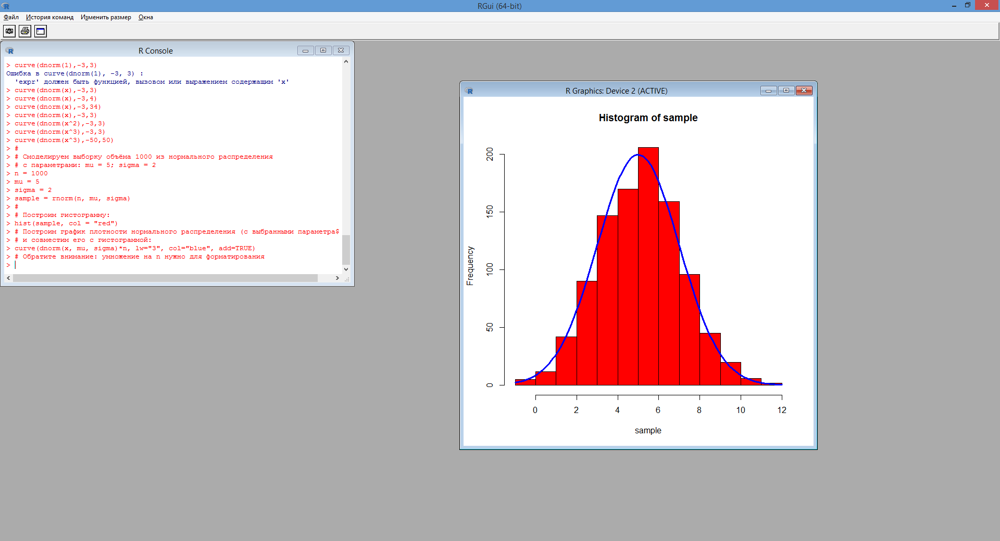 RGui (64-bit)
Файл История команд Изменить размер Окна
R Console
> curve(dnorm(1),-3,3)
Ошибка в curve(dnorm(1), -3, 3) :
  'expr' должен быть функцией, вызовом или выражением содержащим 'x'
> curve(dnorm(x),-3,3)
> curve(dnorm(x),-3,4)
> curve(dnorm(x),-3,34)
> curve(dnorm(x),-3,3)
> curve(dnorm(x^2),-3,3)
> curve(dnorm(x^3),-3,3)
> curve(dnorm(x^3),-50,50)
> #
> # Смоделируем выборку объёма 1000 из нормального распределения
> # с параметрами: mu = 5; sigma = 2
> n = 1000
> mu = 5
> sigma = 2
> sample = rnorm(n, mu, sigma)
> #
> # Построим гистограмму:
> hist(sample, col = "red")
> # Построим график плотности нормального распределения (с выбранными параметра$
> # и совместим его с гистограммой:
> curve(dnorm(x, mu, sigma)*n, lw="3", col="blue", add=TRUE)
> # Обратите внимание: умножение на n нужно для форматирования
>
R Graphics: Device 2 (ACTIVE)
Histogram of sample
Frequency
200
150
100
50
0
0 2 4 6 8 10 12
sample